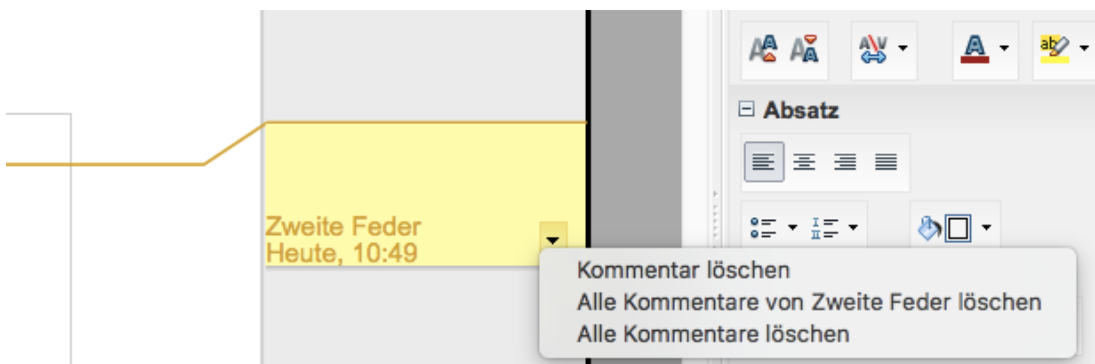 Absatz
Zweite Feder
Heute, 10:49
Kommentar löschen
Alle Kommentare von Zweite Feder löschen
Alle Kommentare löschen